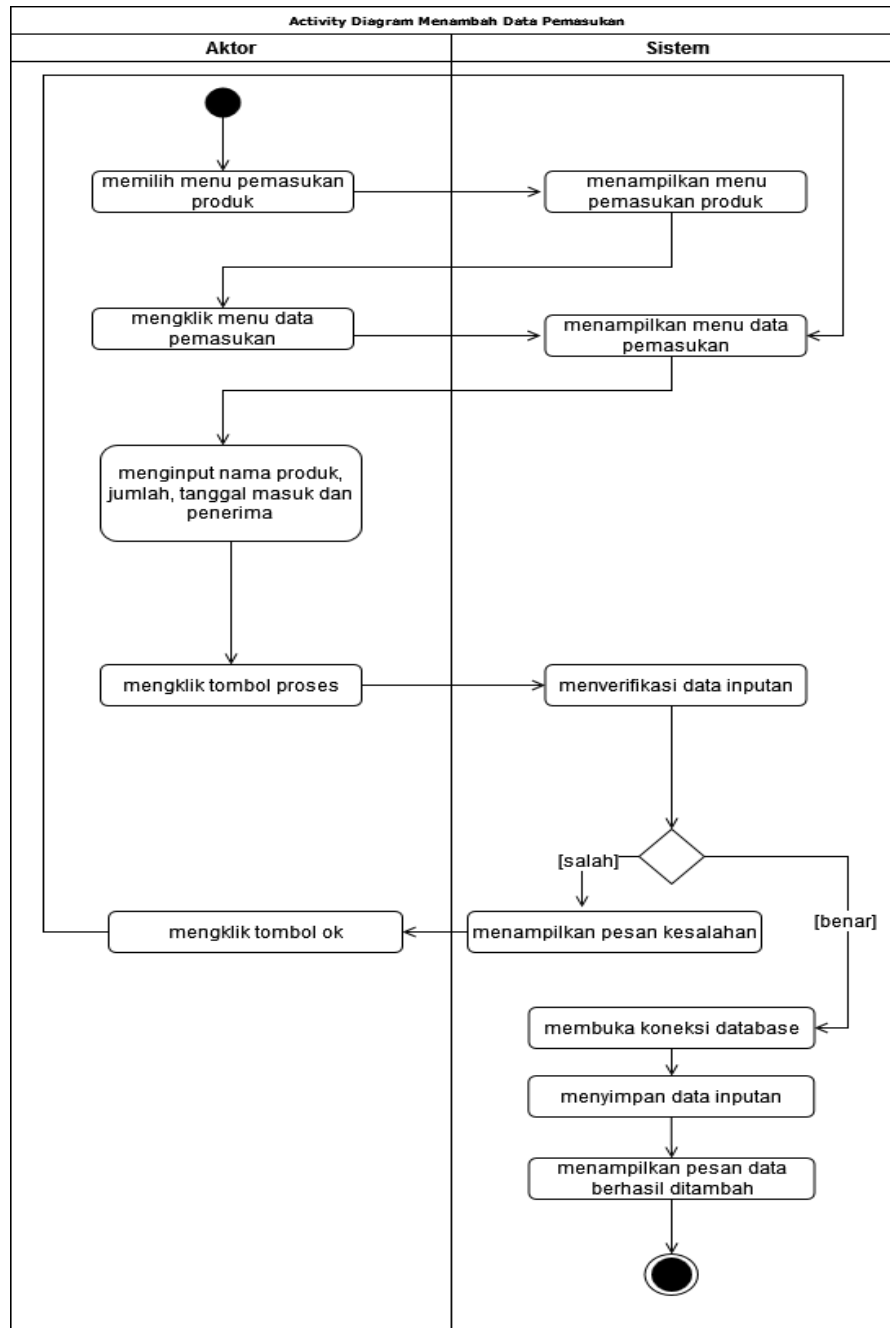 Activity Diagram Menambah Data Pemasukan
Aktor
Sistem
memilih menu pemasukan
produk
menampilkan menu
pemasukan produk
mengklik menu data
pemasukan
menampilkan menu data
pemasukan
menginput nama produk,
jumlah, tanggal masuk dan
penerima
mengklik tombol proses
menverifikasi data inputan
[salah]
[benar]
mengklik tombol ok
menampilkan pesan kesalahan
membuka koneksi database
menyimpan data inputan
menampilkan pesan data
berhasil ditambah